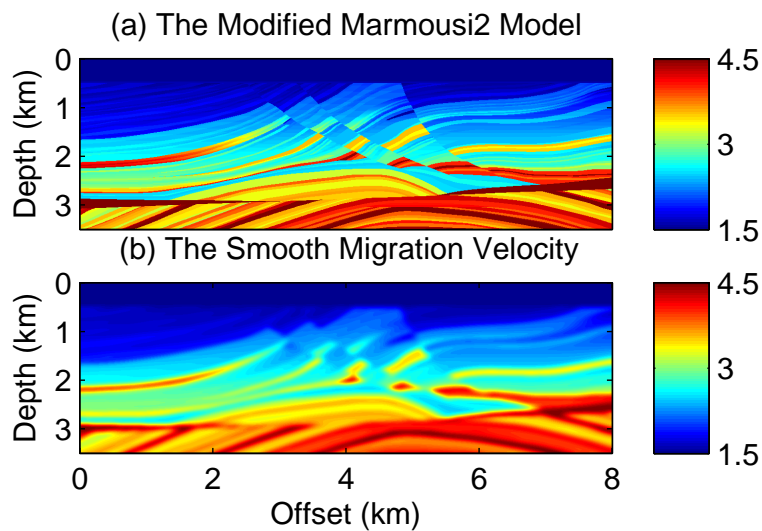 (a) The Modified Marmousi2 Model
0
1
2
3
Depth (km)
4.5
3
1.5
(b) The Smooth Migration Velocity
0
1
2
3
Depth (km)
0 2 4 6 8
Offset (km)
4.5
3
1.5